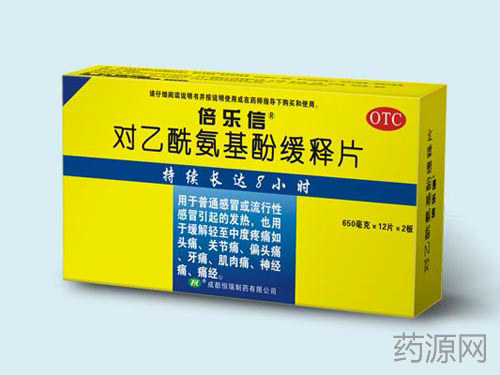 请仔细阅读说明书并按说明使用或在药师指导下购买和使用。
OTC
倍乐信®
对乙酰氨基酚缓释片
持续长达8小时
用于普通感冒或流行性
感冒引起的发热,也用
于缓解轻至中度疼痛如
头痛、关节痛、偏头痛
、牙痛、肌肉痛、神经
痛、痛经。
650毫克×12片×2板
成都恒瑞制药有限公司
药源网